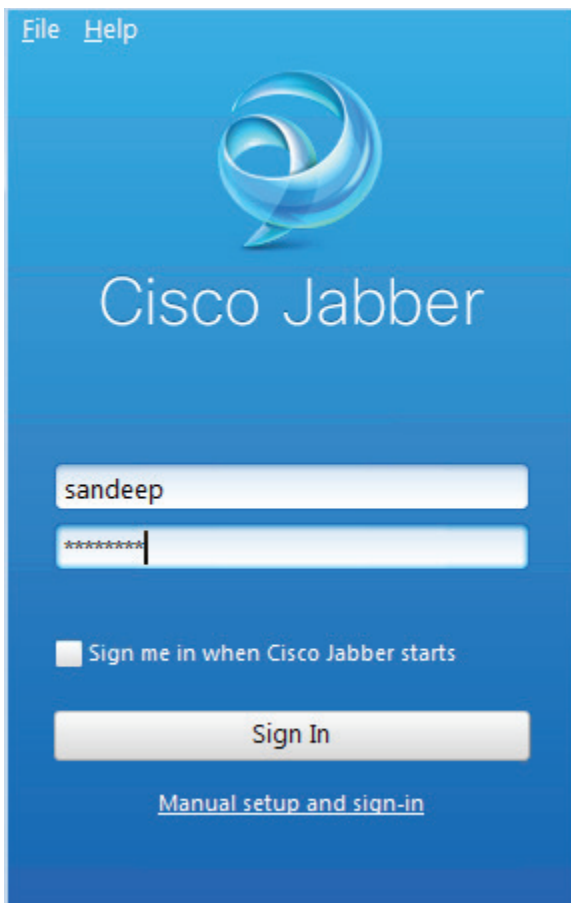 File Help
Cisco Jabber
sandeep
********
Sign me in when Cisco Jabber starts
Sign In
Manual setup and sign-in